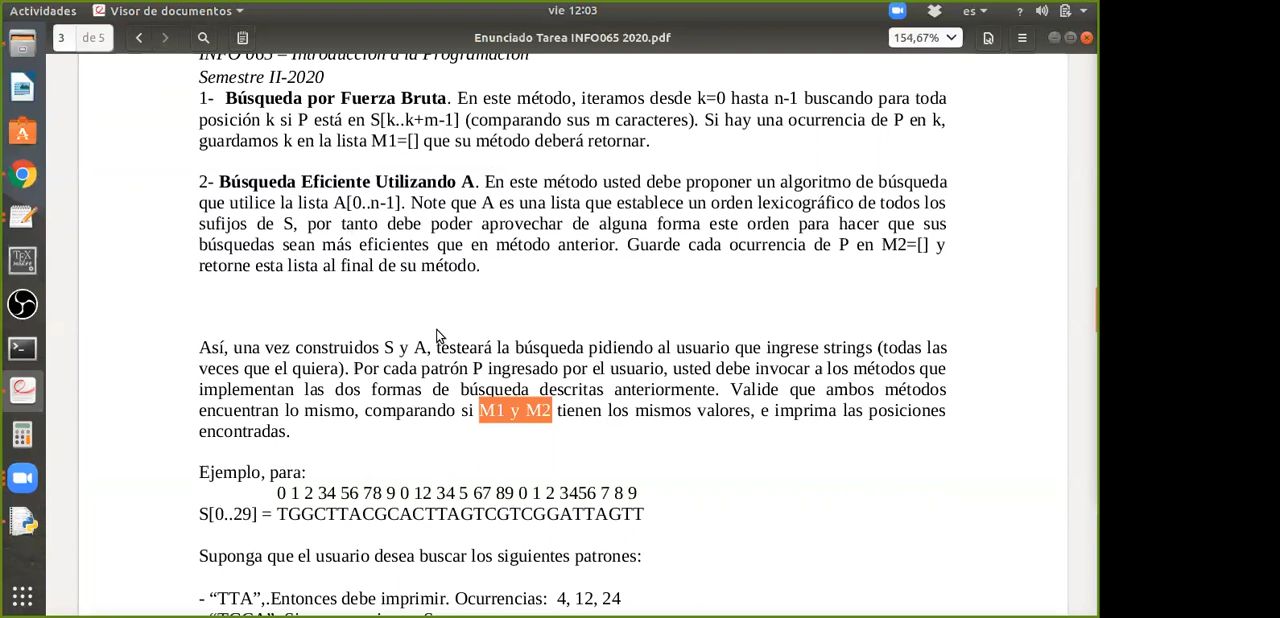 Actividades
Visor de documentos
vie 12:03
es
?
3
de 5
Enunciado Tarea INFO065 2020.pdf
154,67%
INFO 065 – Introducción a la Programación
Semestre II-2020
1- Búsqueda por Fuerza Bruta. En este método, iteramos desde k=0 hasta n-1 buscando para toda
posición k si P está en S[k..k+m-1] (comparando sus m caracteres). Si hay una ocurrencia de P en k,
guardamos k en la lista M1=[] que su método deberá retornar.
2- Búsqueda Eficiente Utilizando A. En este método usted debe proponer un algoritmo de búsqueda
que utilice la lista A[0..n-1]. Note que A es una lista que establece un orden lexicográfico de todos los
sufijos de S, por tanto debe poder aprovechar de alguna forma este orden para hacer que sus
búsquedas sean más eficientes que en método anterior. Guarde cada ocurrencia de P en M2=[] y
retorne esta lista al final de su método.
Así, una vez construidos S y A, testeará la búsqueda pidiendo al usuario que ingrese strings (todas las
veces que el quiera). Por cada patrón P ingresado por el usuario, usted debe invocar a los métodos que
implementan las dos formas de búsqueda descritas anteriormente. Valide que ambos métodos
encuentran lo mismo, comparando si M1 y M2 tienen los mismos valores, e imprima las posiciones
encontradas.
Ejemplo, para:
0 1 2 34 56 78 9 0 12 34 5 67 89 0 1 2 3456 7 8 9
S[0..29] = TGGCTTACGCACTTAGTCGTCGGATTAGTT
Suponga que el usuario desea buscar los siguientes patrones:
- “TTA”,.Entonces debe imprimir. Ocurrencias: 4, 12, 24